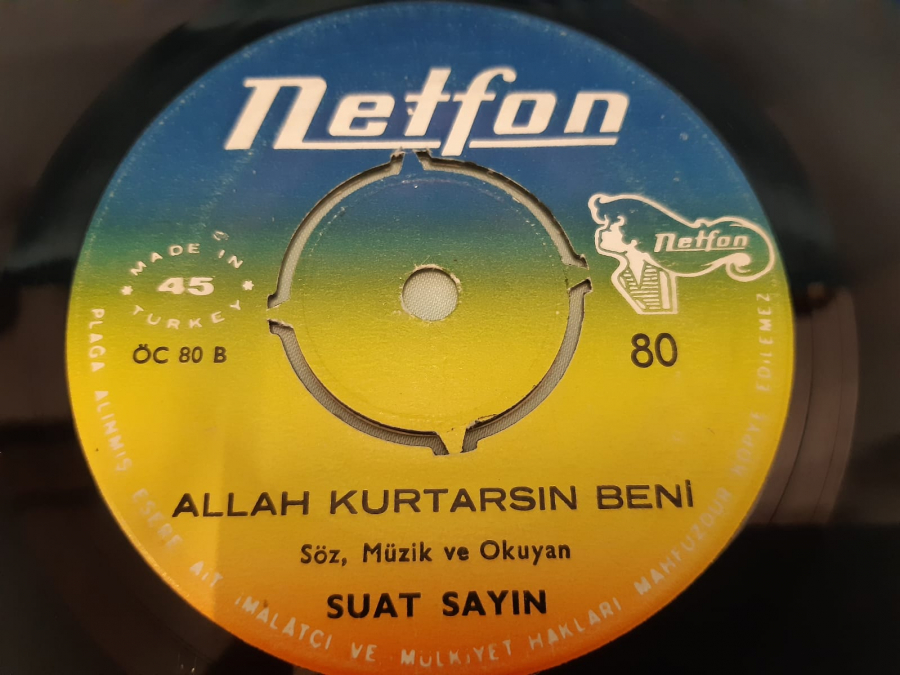 Netfon
Netfon
MADE IN
45
TURKEY
ÖC 80 B
80
ALLAH KURTARSIN BENİ
Söz, Müzik ve Okuyan
SUAT SAYIN
PLAGA ALINMIŞ ESERE AİT İMALATÇI VE MÜLKİYET HAKLARI MAHFUZDUR KOPYE EDİLEMEZ